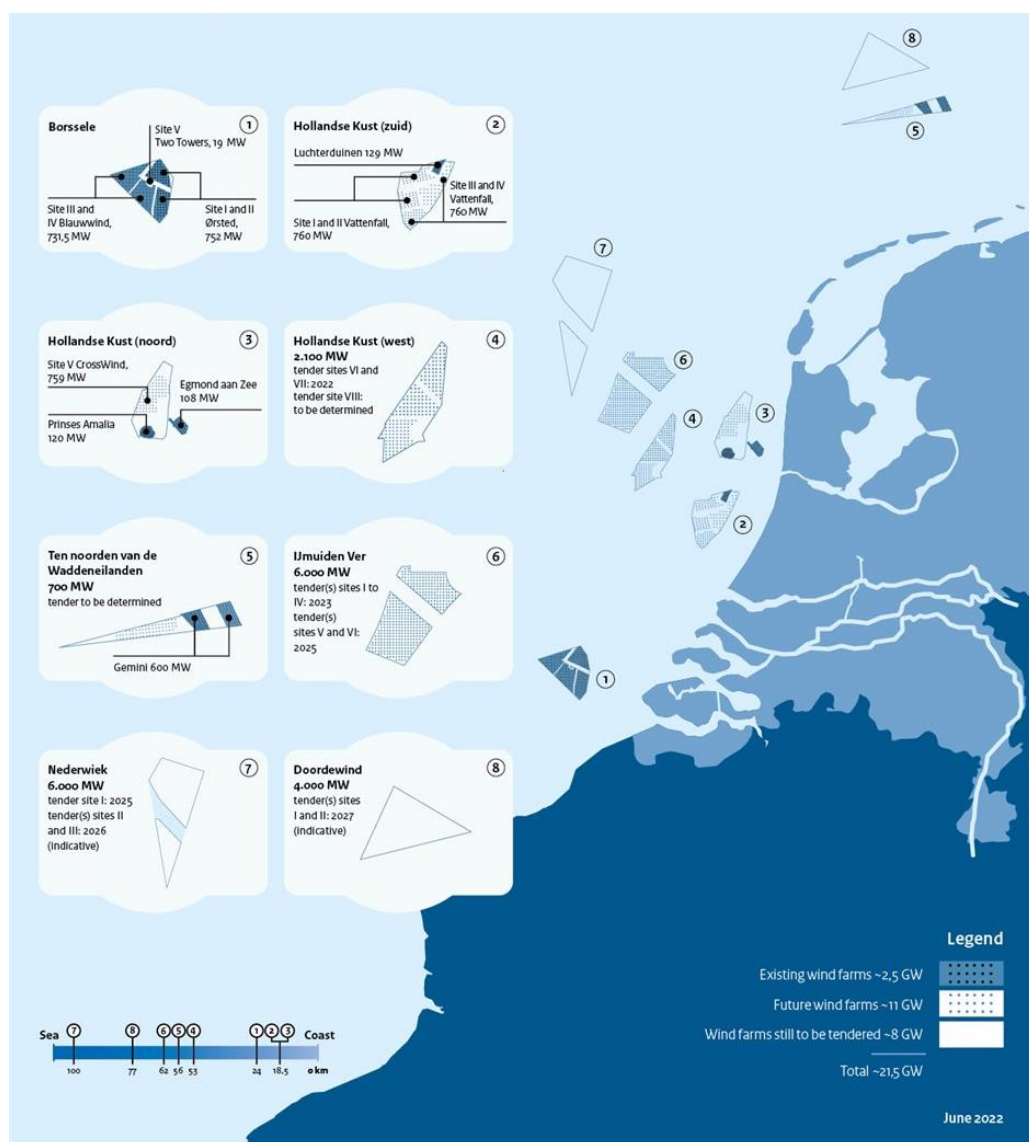 Borssele
1
Site V
Two Towers, 19 MW
Site III and
IV Blauwwind,
731,5 MW
Site I and II
Ørsted,
752 MW
Hollandse Kust (zuid)
2
Luchterduinen 129 MW
Site III and IV
Vattenfall,
760 MW
Site I and II Vattenfall,
760 MW
Hollandse Kust (noord)
3
Site V CrossWind,
759 MW
Egmond aan Zee
108 MW
Prinses Amalia
120 MW
Hollandse Kust (west)
4
2.100 MW
tender sites VI and
VII: 2022
tender site VIII:
to be determined
Ten noorden van de
Waddeneilanden
5
700 MW
tender to be determined
Gemini 600 MW
IJmuiden Ver
6
6.000 MW
tender(s) sites I to
IV: 2023
tender(s)
sites V and VI:
2025
Nederwiek
7
6.000 MW
tender site I: 2025
tender(s) sites II
and III: 2026
(indicative)
Doordewind
8
4.000 MW
tender(s) sites
I and II: 2027
(indicative)
8
5
7
6
4
3
2
1
Legend
Existing wind farms ~2,5 GW
Future wind farms ~11 GW
Wind farms still to be tendered ~8 GW
Total ~21,5 GW
Sea 7 8 6 5 4 1 2 3 Coast
100 77 62 56 53 24 18.5 0 km
June 2022